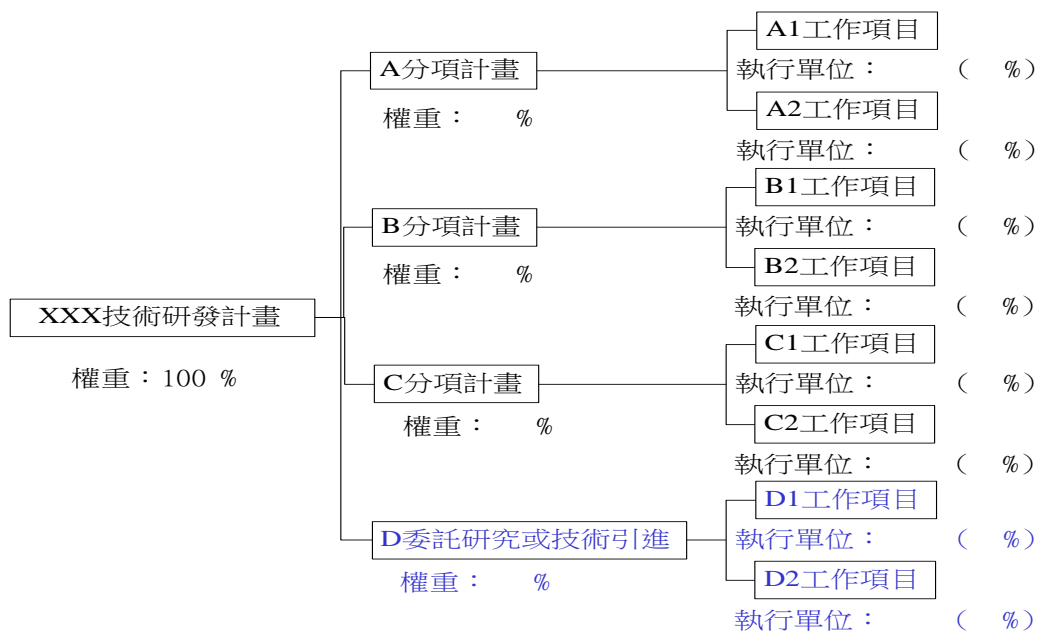 XXX技術研發計畫
權重：100 %
A分項計畫
權重： %
A1工作項目
執行單位： ( %)
A2工作項目
執行單位： ( %)
B分項計畫
權重： %
B1工作項目
執行單位： ( %)
B2工作項目
執行單位： ( %)
C分項計畫
權重： %
C1工作項目
執行單位： ( %)
C2工作項目
執行單位： ( %)
D委託研究或技術引進
權重： %
D1工作項目
執行單位： ( %)
D2工作項目
執行單位： ( %)